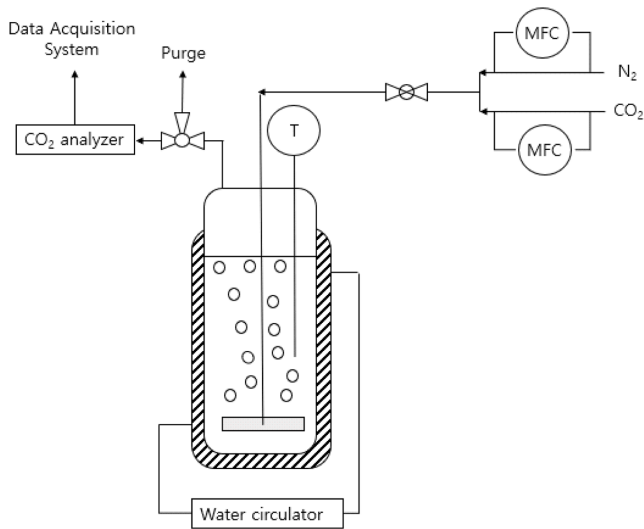 Data Acquisition
System
Purge
MFC
N₂
CO₂
CO₂ analyzer
T
MFC
Water circulator